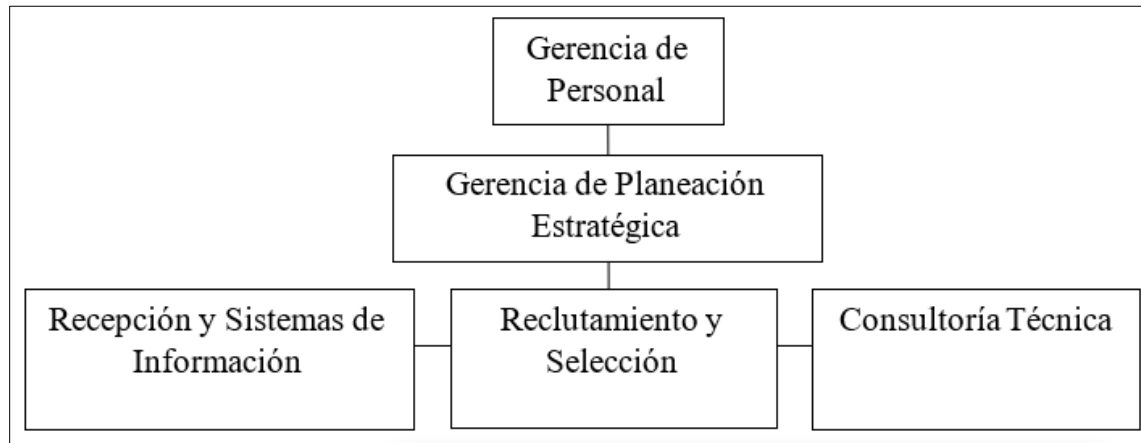 Gerencia de
Personal
Gerencia de Planeación
Estratégica
Recepción y Sistemas de
Información
Reclutamiento y
Selección
Consultoría Técnica